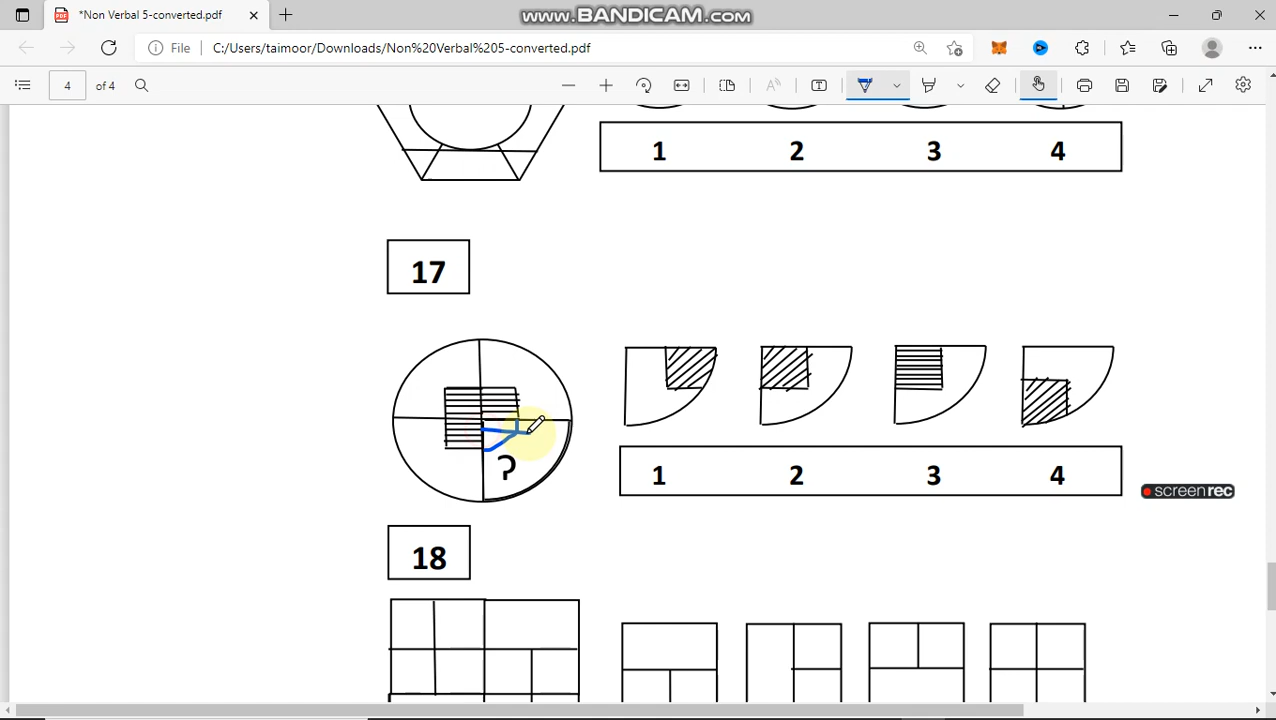 *Non Verbal 5-converted.pdf
www.BANDICAM.com
File
C:/Users/taimoor/Downloads/Non%20Verbal%205-converted.pdf
4 of 4
1 2 3 4
17
?
1 2 3 4
screenrec
18